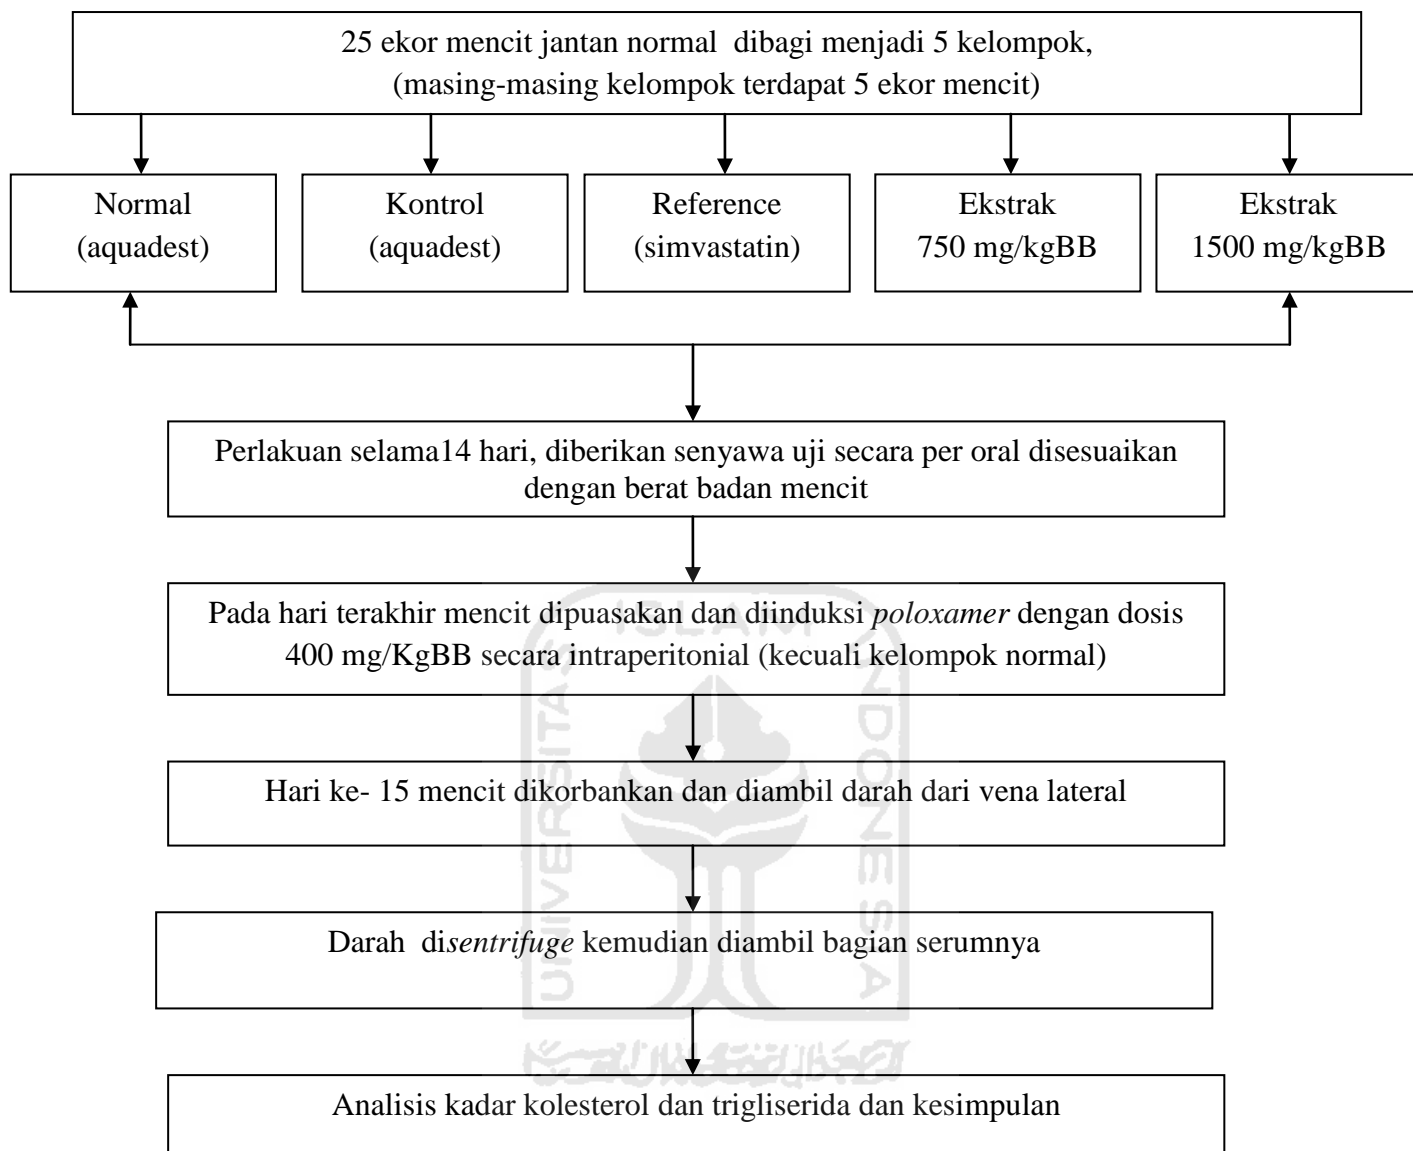 25 ekor mencit jantan normal dibagi menjadi 5 kelompok,
(masing-masing kelompok terdapat 5 ekor mencit)
Normal
(aquadest)
Kontrol
(aquadest)
Reference
(simvastatin)
Ekstrak
750 mg/kgBB
Ekstrak
1500 mg/kgBB
Perlakuan selama14 hari, diberikan senyawa uji secara per oral disesuaikan
dengan berat badan mencit
Pada hari terakhir mencit dipuasakan dan diinduksi poloxamer dengan dosis
400 mg/KgBB secara intraperitonial (kecuali kelompok normal)
Hari ke- 15 mencit dikorbankan dan diambil darah dari vena lateral
Darah disentrifuge kemudian diambil bagian serumnya
Analisis kadar kolesterol dan trigliserida dan kesimpulan
UNIVERSITAS
ISLAM
INDONESIA